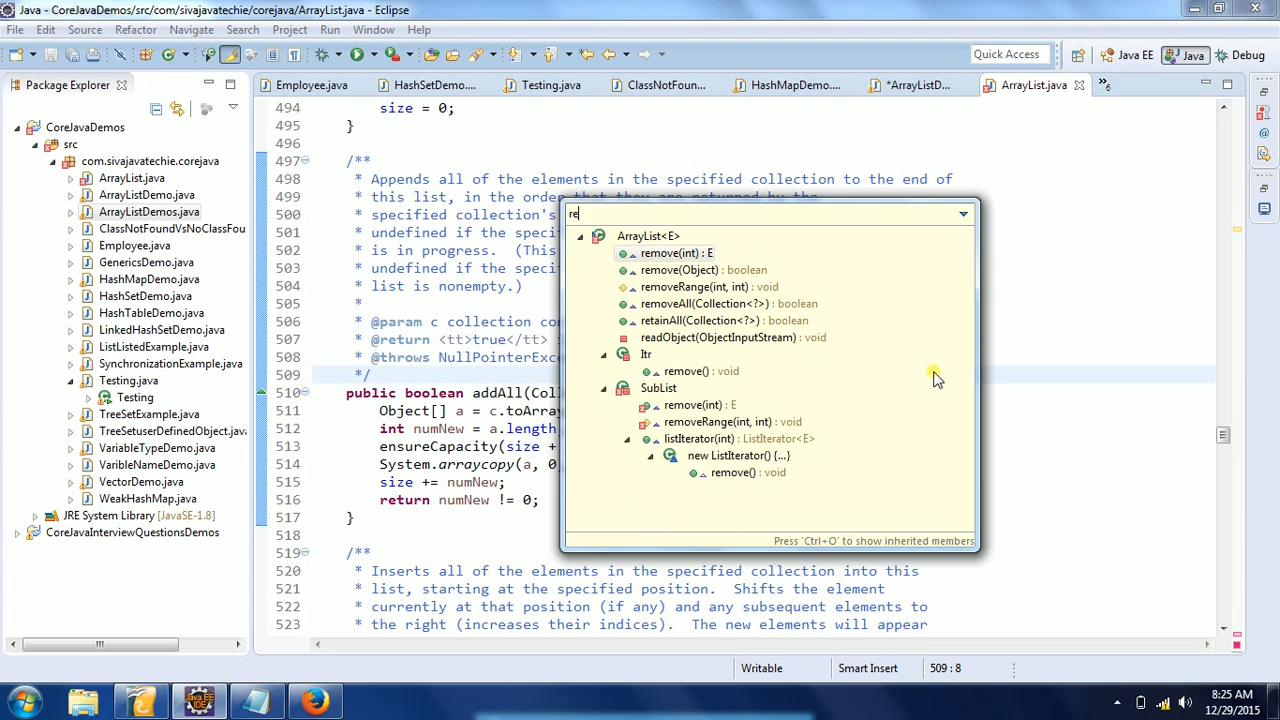 Java - CoreJavaDemos/src/com/sivajavatechie/corejava/ArrayList.java - Eclipse
File Edit Source Refactor Navigate Search Project Run Window Help
Quick Access Java EE Java Debug
Package Explorer
Employee.java HashSetDemo.... Testing.java ClassNotFoun... HashMapDemo.... *ArrayListD... ArrayList.java »6
CoreJavaDemos
src
com.sivajavatechie.corejava
ArrayList.java
ArrayListDemo.java
ArrayListDemos.java
ClassNotFoundVsNoClassFou
Employee.java
GenericsDemo.java
HashMapDemo.java
HashSetDemo.java
HashTableDemo.java
LinkedHashSetDemo.java
ListListedExample.java
SynchronizationExample.java
Testing.java
Testing
TreeSetExample.java
TreeSetuserDefinedObject.java
VariableTypeDemo.java
VaribleNameDemo.java
VectorDemo.java
WeakHashMap.java
JRE System Library [JavaSE-1.8]
CoreJavaInterviewQuestionsDemos
494 size = 0;
495 }
496
497 /**
498 * Appends all of the elements in the specified collection to the end of
499 * this list, in the order that they are returned by the
500 * specified collection's
501 * undefined if the speci
502 * is in progress. (This
503 * undefined if the speci
504 * list is nonempty.)
505 *
506 * @param c collection co
507 * @return <tt>true</tt> i
508 * @throws NullPointerExce
509 */
510 public boolean addAll(Coll
511 Object[] a = c.toArray
512 int numNew = a.length
513 ensureCapacity(size +
514 System.arraycopy(a, 0
515 size += numNew;
516 return numNew != 0;
517 }
518
519 /**
520 * Inserts all of the elements in the specified collection into this
521 * list, starting at the specified position. Shifts the element
522 * currently at that position (if any) and any subsequent elements to
523 * the right (increases their indices). The new elements will appear
re
ArrayList<E>
remove(int) : E
remove(Object) : boolean
removeRange(int, int) : void
removeAll(Collection<?>) : boolean
retainAll(Collection<?>) : boolean
readObject(ObjectInputStream) : void
Itr
remove() : void
SubList
remove(int) : E
removeRange(int, int) : void
listIterator(int) : ListIterator<E>
new ListIterator() {...}
remove() : void
Press 'Ctrl+O' to show inherited members
Writable Smart Insert 509 : 8
Java EE IDE
8:25 AM
12/29/2015